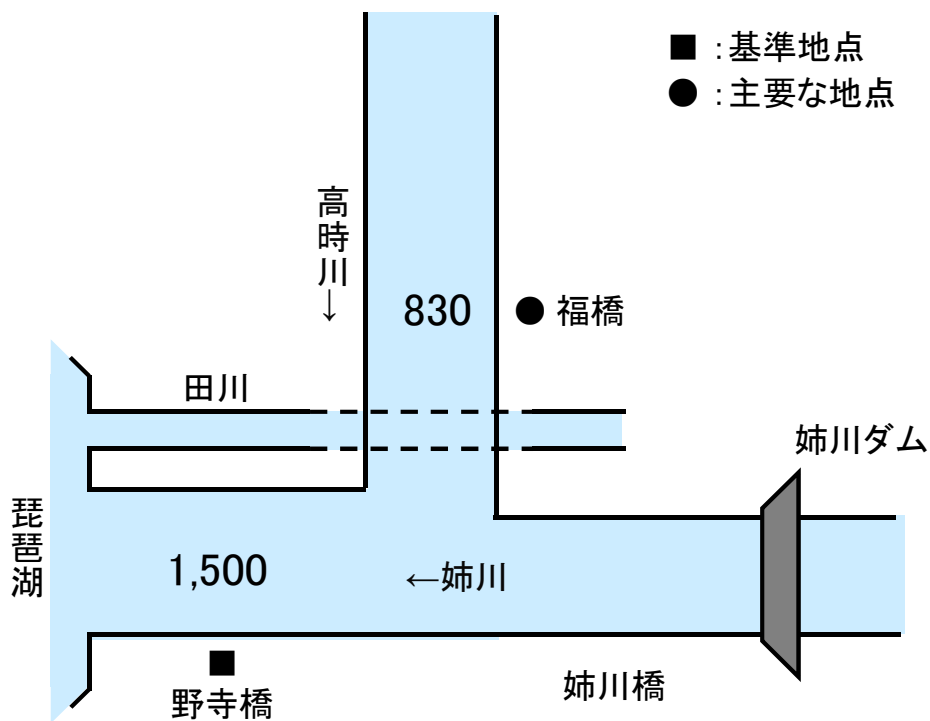 ■：基準地点
●：主要な地点
高時川
↓
830
● 福橋
田川
姉川ダム
琵琶湖
1,500
←姉川
■
野寺橋
姉川橋